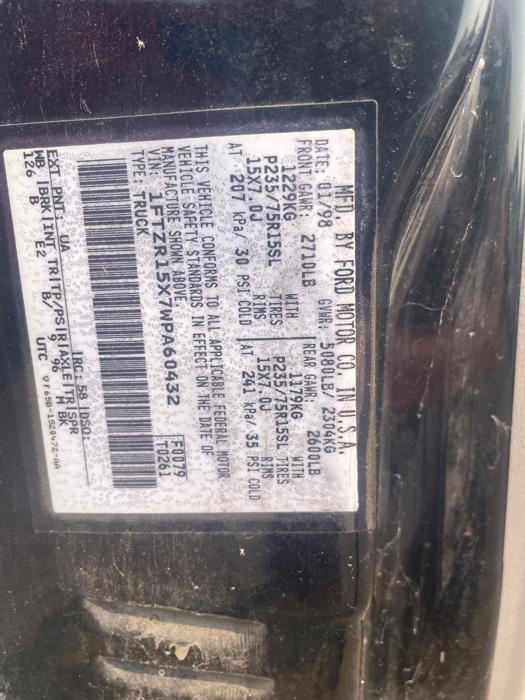 MFD. BY FORD MOTOR CO. IN U.S.A.
DATE: 01/98 GVWR: 5080LB/ 2304KG
FRONT GAWR: 2710LB REAR GAWR: 2600LB
1229KG WITH 1179KG WITH
P235/75R15SL TIRES P235/75R15SL TIRES
15X7.0J RIMS 15X7.0J RIMS
AT 207 kPa/ 30 PSI COLD AT 241 kPa/ 35 PSI COLD
THIS VEHICLE CONFORMS TO ALL APPLICABLE FEDERAL MOTOR
VEHICLE SAFETY STANDARDS IN EFFECT ON THE DATE OF
MANUFACTURE SHOWN ABOVE.
VIN: 1FTZR15X7WPA60432 F0079
TYPE: TRUCK T0261
EXT PNT: UA RC: 58 DSO:
WB BRK INT TR TP/PS R AXLE TR SPR
126 B E2 B/ 9 96 M BK
UTC